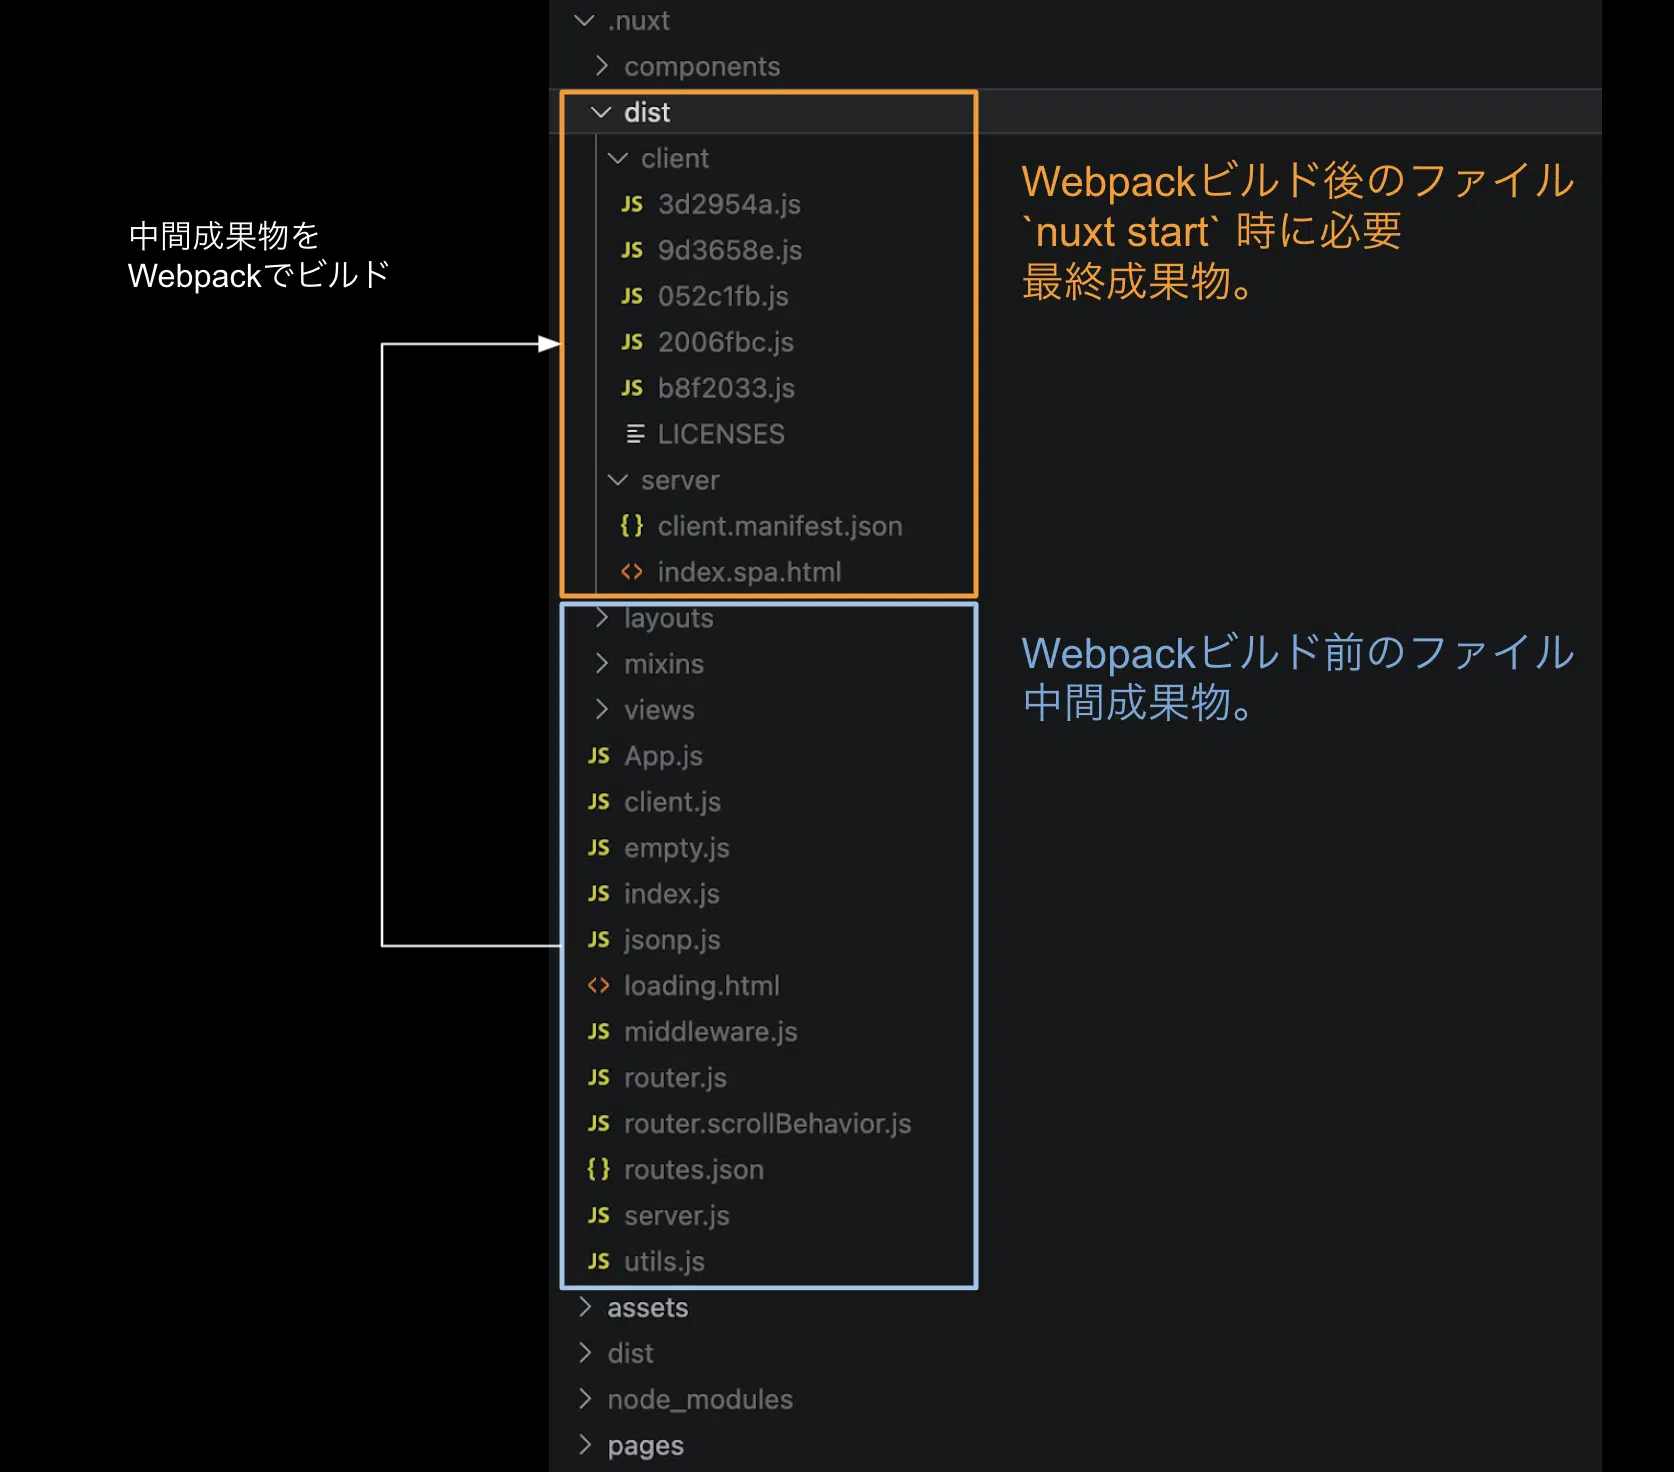 .nuxt
components
dist
client
JS 3d2954a.js
JS 9d3658e.js
JS 052c1fb.js
JS 2006fbc.js
JS b8f2033.js
LICENSES
server
{} client.manifest.json
<> index.spa.html
layouts
mixins
views
JS App.js
JS client.js
JS empty.js
JS index.js
JS jsonp.js
<> loading.html
JS middleware.js
JS router.js
JS router.scrollBehavior.js
{} routes.json
JS server.js
JS utils.js
assets
dist
node_modules
pages
中間成果物を
Webpackでビルド
Webpackビルド後のファイル
`nuxt start` 時に必要
最終成果物。
Webpackビルド前のファイル
中間成果物。